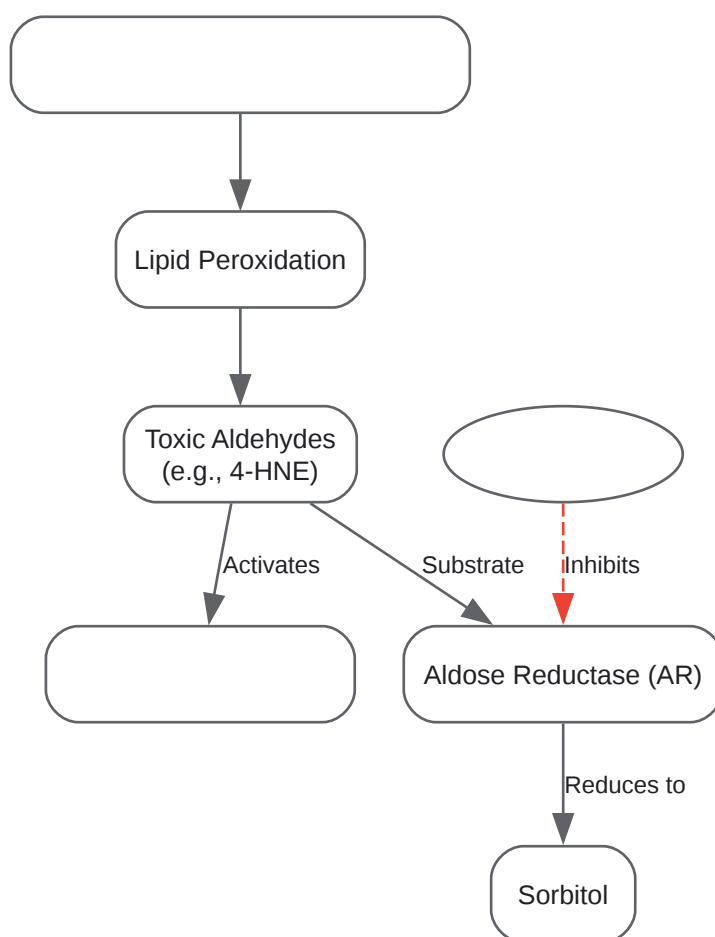 Lipid Peroxidation
Toxic Aldehydes
(e.g., 4-HNE)
Activates
Substrate
Inhibits
Aldose Reductase (AR)
Reduces to
Sorbitol